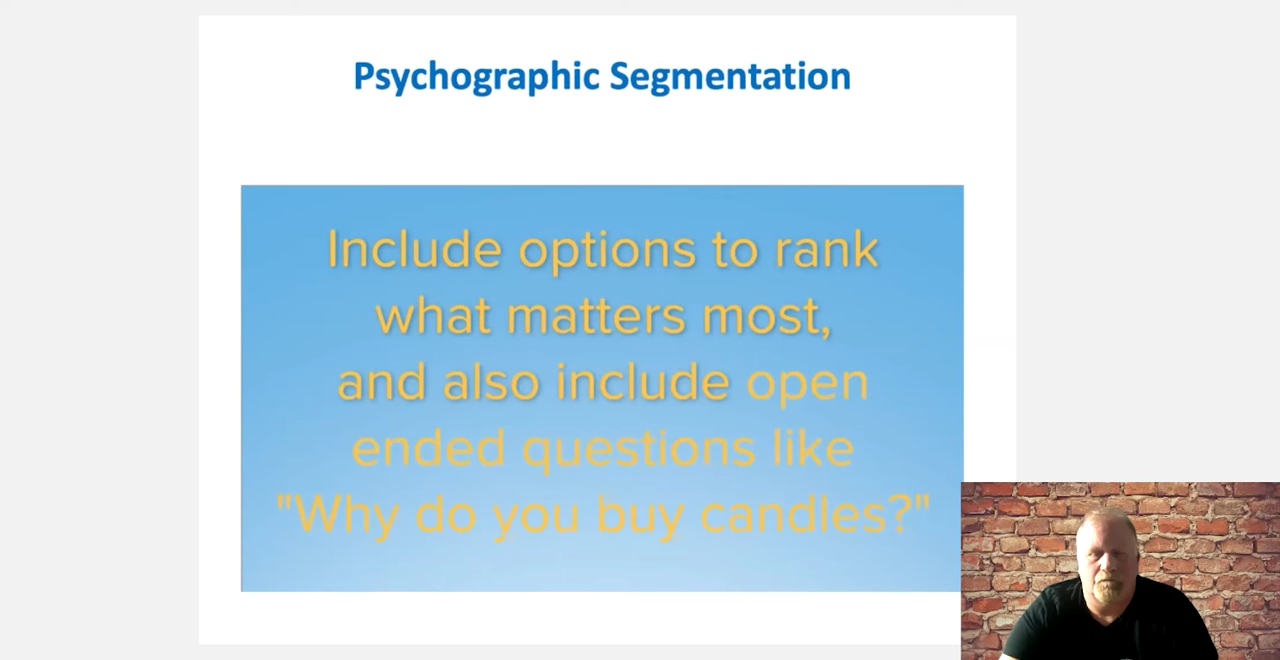 Psychographic Segmentation
Include options to rank
what matters most,
and also include open
ended questions like
"Why do you buy candles?"